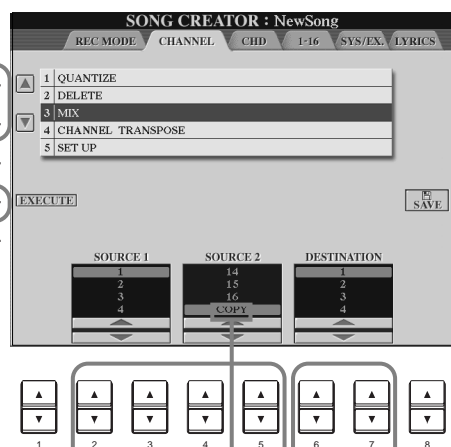 SONG CREATOR : NewSong
REC MODE CHANNEL CHD 1-16 SYS/EX. LYRICS
1 QUANTIZE
2 DELETE
3 MIX
4 CHANNEL TRANSPOSE
5 SET UP
EXECUTE
SAVE
SOURCE 1 SOURCE 2 DESTINATION
1 14 1
2 15 2
3 16 3
4 COPY 4
1 2 3 4 5 6 7 8